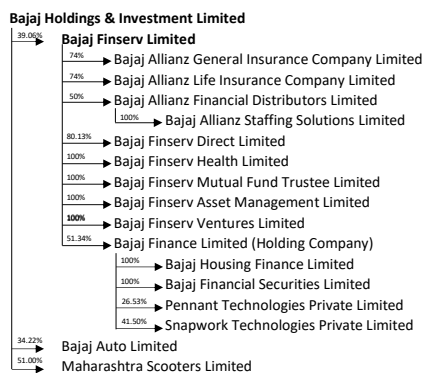 Bajaj Holdings & Investment Limited
39.06% Bajaj Finserv Limited
74% Bajaj Allianz General Insurance Company Limited
74% Bajaj Allianz Life Insurance Company Limited
50% Bajaj Allianz Financial Distributors Limited
100% Bajaj Allianz Staffing Solutions Limited
80.13% Bajaj Finserv Direct Limited
100% Bajaj Finserv Health Limited
100% Bajaj Finserv Mutual Fund Trustee Limited
100% Bajaj Finserv Asset Management Limited
100% Bajaj Finserv Ventures Limited
51.34% Bajaj Finance Limited (Holding Company)
100% Bajaj Housing Finance Limited
100% Bajaj Financial Securities Limited
26.53% Pennant Technologies Private Limited
41.50% Snapwork Technologies Private Limited
34.22% Bajaj Auto Limited
51.00% Maharashtra Scooters Limited